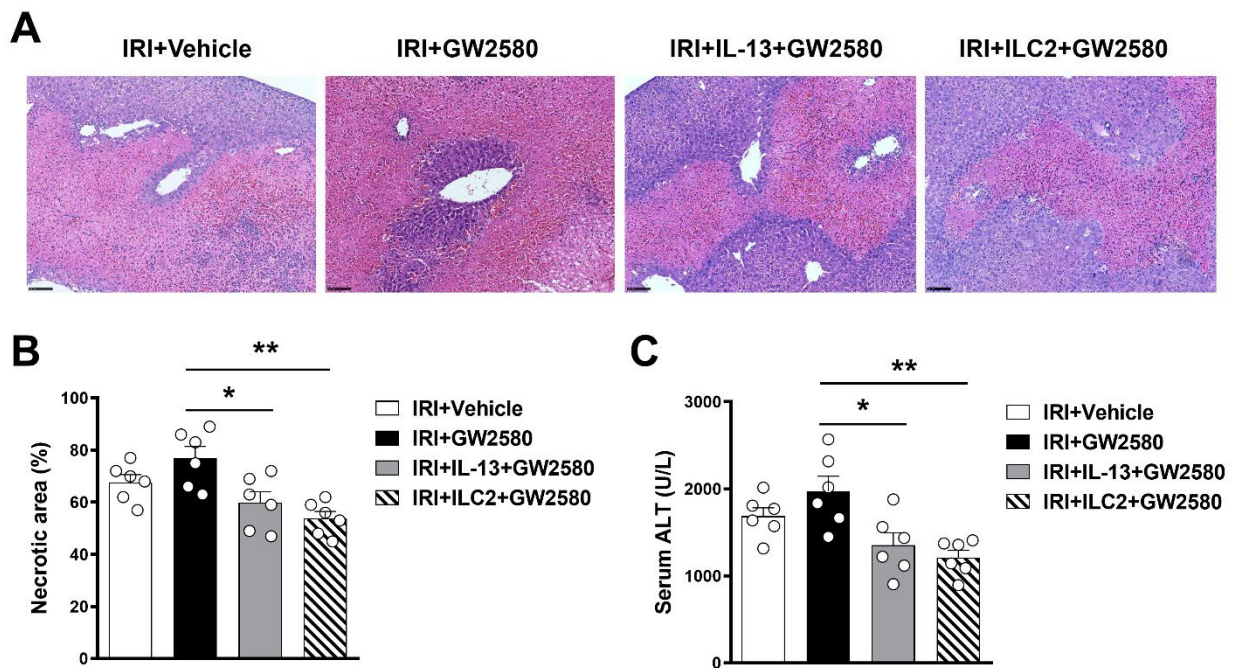 A
IRI+Vehicle
IRI+GW2580
IRI+IL-13+GW2580
IRI+ILC2+GW2580
B
Necrotic area (%)
100
80
60
40
20
0
*
**
IRI+Vehicle
IRI+GW2580
IRI+IL-13+GW2580
IRI+ILC2+GW2580
C
Serum ALT (U/L)
3000
2000
1000
0
*
**
IRI+Vehicle
IRI+GW2580
IRI+IL-13+GW2580
IRI+ILC2+GW2580